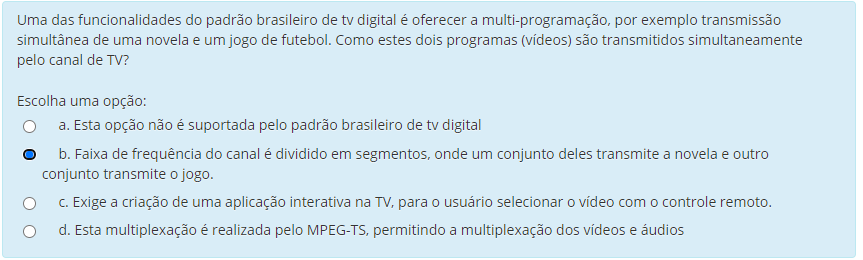 Uma das funcionalidades do padrão brasileiro de tv digital é oferecer a multi-programação, por exemplo transmissão
simultânea de uma novela e um jogo de futebol. Como estes dois programas (vídeos) são transmitidos simultaneamente
pelo canal de TV?
Escolha uma opção:
a. Esta opção não é suportada pelo padrão brasileiro de tv digital
b. Faixa de frequência do canal é dividido em segmentos, onde um conjunto deles transmite a novela e outro
conjunto transmite o jogo.
c. Exige a criação de uma aplicação interativa na TV, para o usuário selecionar o vídeo com o controle remoto.
d. Esta multiplexação é realizada pelo MPEG-TS, permitindo a multiplexação dos vídeos e áudios